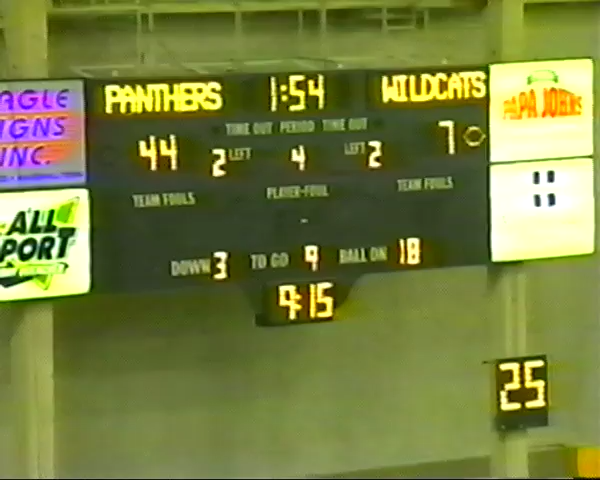 AGLE
IGNS
INC.
PANTHERS 1:54 WILDCATS
TIME OUT PERIOD TIME OUT
44 2 LEFT 4 LEFT 2 7
TEAM FOULS PLAYER-FOUL TEAM FOULS
DOWN 3 TO GO 9 BALL ON 18
9:15
PAPA JOHNS
ALL
PORT
25